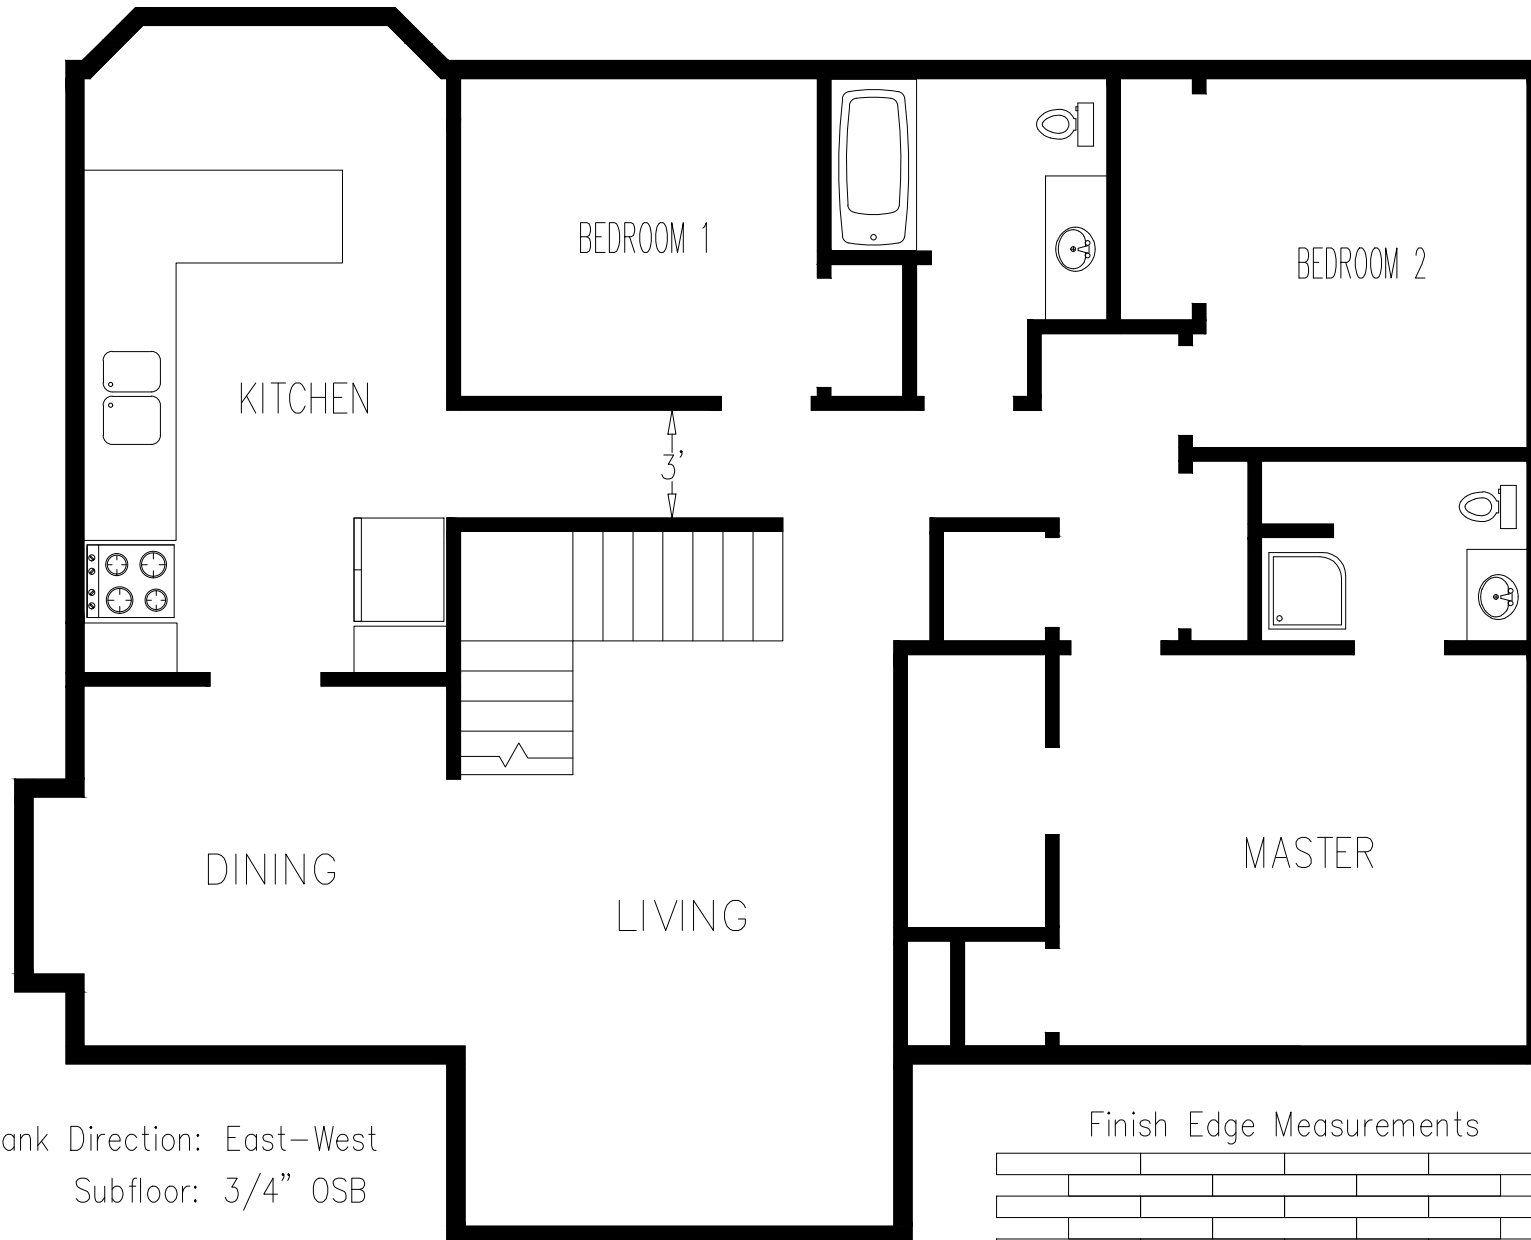 BEDROOM 1
BEDROOM 2
KITCHEN
3'
DINING
LIVING
MASTER
ank Direction: East-West
Subfloor: 3/4" OSB
Finish Edge Measurements